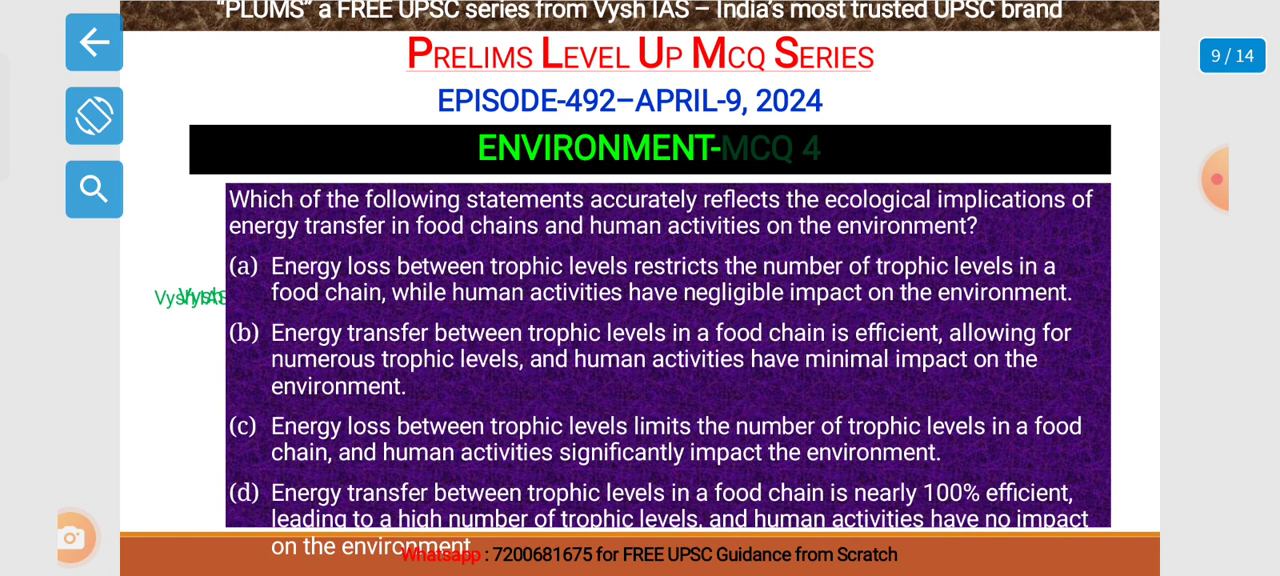 "PLUMS" a FREE UPSC series from Vysh IAS – India's most trusted UPSC brand
9 / 14
PRELIMS LEVEL UP MCQ SERIES
EPISODE-492–APRIL-9, 2024
ENVIRONMENT-MCQ 4
Which of the following statements accurately reflects the ecological implications of
energy transfer in food chains and human activities on the environment?
(a) Energy loss between trophic levels restricts the number of trophic levels in a
food chain, while human activities have negligible impact on the environment.
Vysh IAS
(b) Energy transfer between trophic levels in a food chain is efficient, allowing for
numerous trophic levels, and human activities have minimal impact on the
environment.
(c) Energy loss between trophic levels limits the number of trophic levels in a food
chain, and human activities significantly impact the environment.
(d) Energy transfer between trophic levels in a food chain is nearly 100% efficient,
leading to a high number of trophic levels, and human activities have no impact
on the environment
Whatsapp : 7200681675 for FREE UPSC Guidance from Scratch